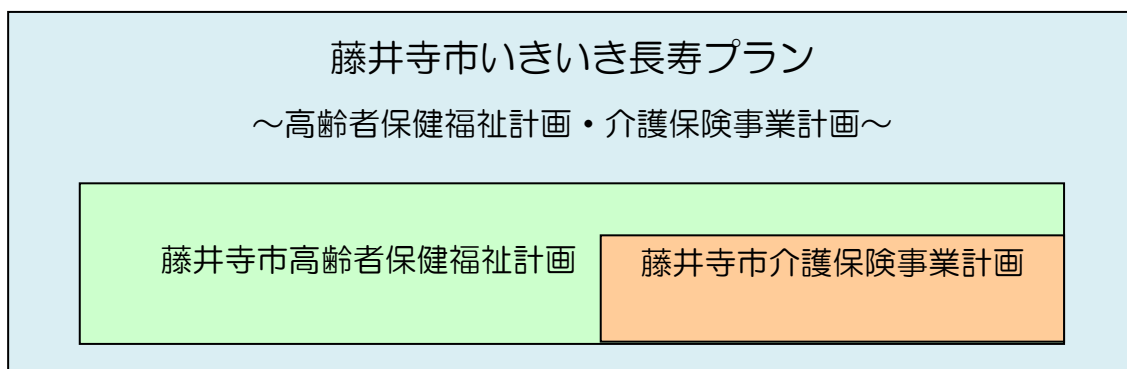 藤井寺市いきいき長寿プラン
～高齢者保健福祉計画・介護保険事業計画～
藤井寺市高齢者保健福祉計画
藤井寺市介護保険事業計画